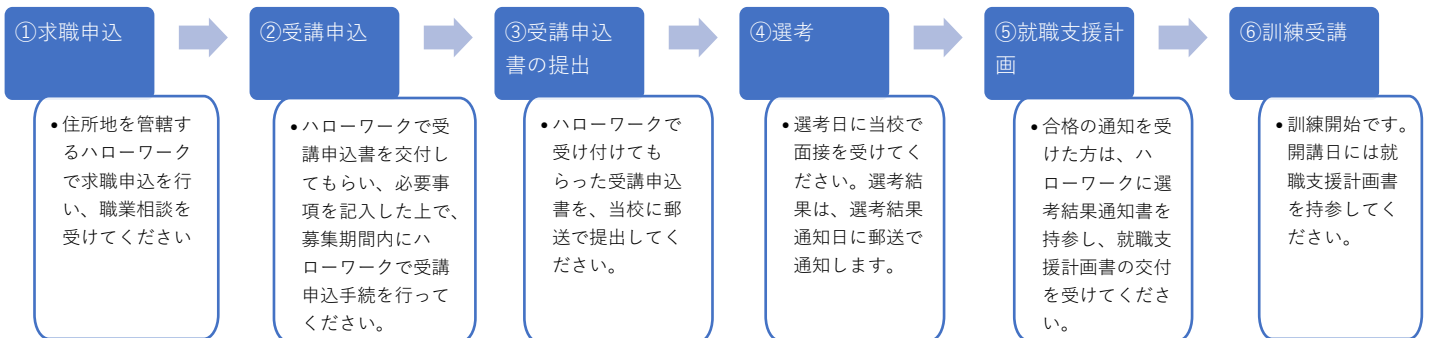 ①求職申込
• 住所地を管轄す
るハローワーク
で求職申込を行
い、職業相談を
受けてください
②受講申込
• ハローワークで受
講申込書を交付し
てもらい、必要事
項を記入した上で、
募集期間内にハ
ローワークで受講
申込手続を行って
ください。
③受講申込
書の提出
• ハローワークで
受け付けても
らった受講申込
書を、当校に郵
送で提出してく
ださい。
④選考
• 選考日に当校で
面接を受けてく
ださい。選考結
果は、選考結果
通知日に郵送で
通知します。
⑤就職支援計
画
• 合格の通知を受
けた方は、ハ
ローワークに選
考結果通知書を
持参し、就職支
援計画書の交付
を受けてくださ
い。
⑥訓練受講
• 訓練開始です。
開講日には就
職支援計画書
を持参してく
ださい。